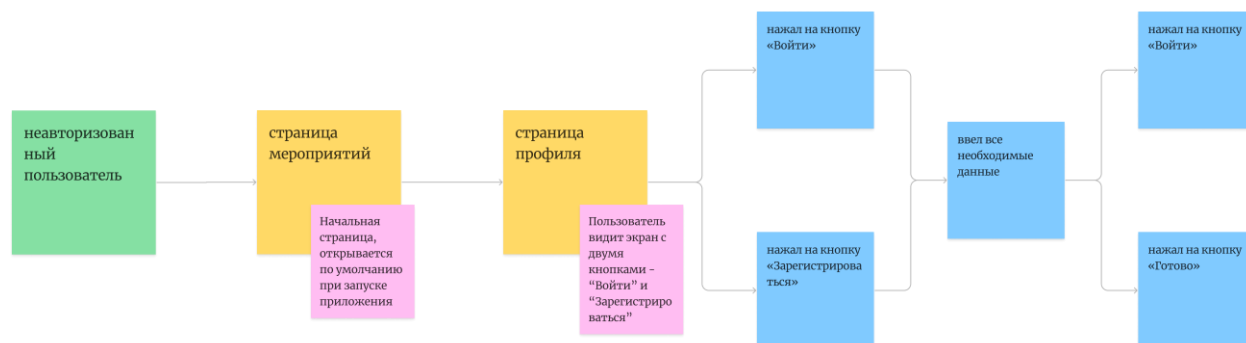 неавторизован
ный
пользователь
страница
мероприятий
Начальная
страница,
открывается
по умолчанию
при запуске
приложения
страница
профиля
Пользователь
видит экран с
двумя
кнопками -
“Войти” и
“Зарегистриро
ваться”
нажал на кнопку
«Войти»
нажал на кнопку
«Зарегистрирова
ться»
ввел все
необходимые
данные
нажал на кнопку
«Войти»
нажал на кнопку
«Готово»